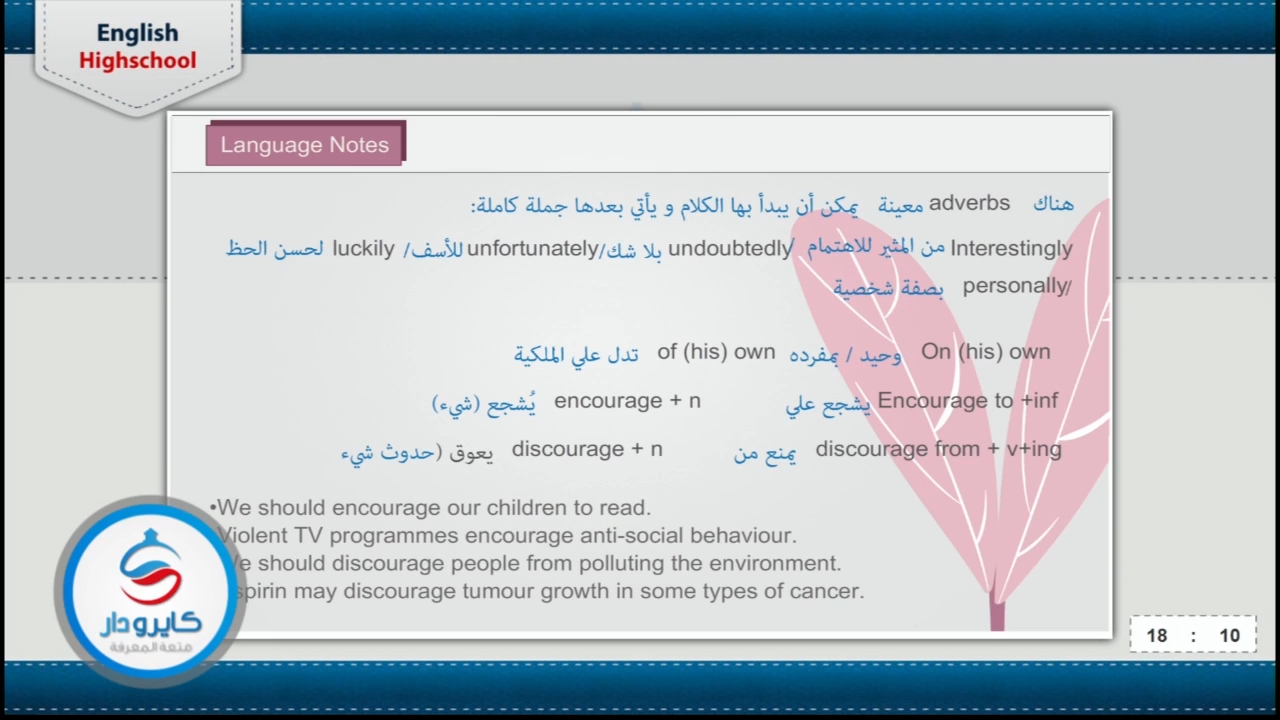 English
Highschool
Language Notes
هناك adverbs معينة يمكن أن يبدأ بها الكلام و يأتي بعدها جملة كاملة:
Interestingly من المثير للاهتمام /undoubtedly بلا شك/unfortunately للأسف/ luckily لحسن الحظ
/personally بصفة شخصية
On (his) own وحيد / بمفرده of (his) own تدل علي الملكية
Encourage to +inf يشجع علي encourage + n يُشجع (شيء)
discourage from + v+ing يمنع من discourage + n يعوق (حدوث شيء
•We should encourage our children to read.
Violent TV programmes encourage anti-social behaviour.
should discourage people from polluting the environment.
may discourage tumour growth in some types of cancer.
كايرودار
متعة المعرفة
18 : 10